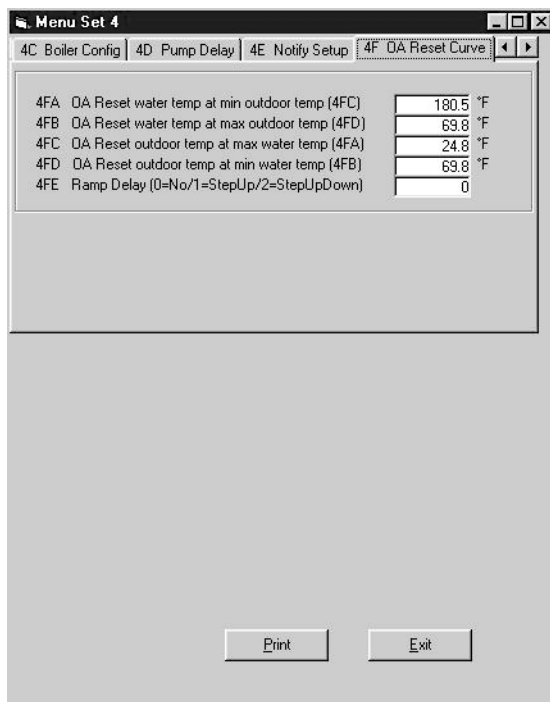 Menu Set 4
4C Boiler Config 4D Pump Delay 4E Notify Setup 4F OA Reset Curve
4FA OA Reset water temp at min outdoor temp (4FC) 180.5 °F
4FB OA Reset water temp at max outdoor temp (4FD) 69.8 °F
4FC OA Reset outdoor temp at max water temp (4FA) 24.8 °F
4FD OA Reset outdoor temp at min water temp (4FB) 69.8 °F
4FE Ramp Delay (0=No/1=StepUp/2=StepUpDown) 0
Print Exit